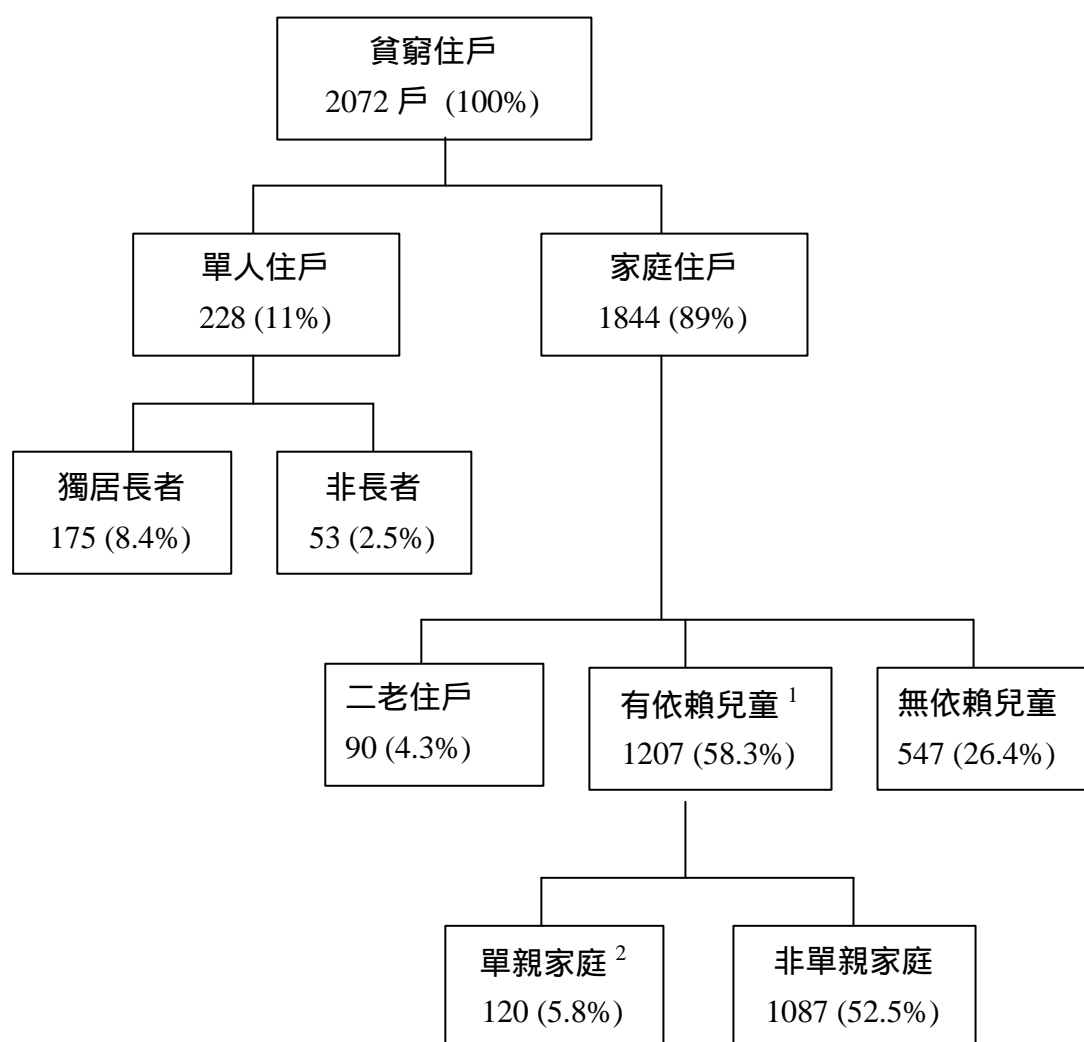 貧窮住戶
2072 戶 (100%)
單人住戶
228 (11%)
家庭住戶
1844 (89%)
獨居長者
175 (8.4%)
非長者
53 (2.5%)
二老住戶
90 (4.3%)
有依賴兒童 1
1207 (58.3%)
無依賴兒童
547 (26.4%)
單親家庭 2
120 (5.8%)
非單親家庭
1087 (52.5%)